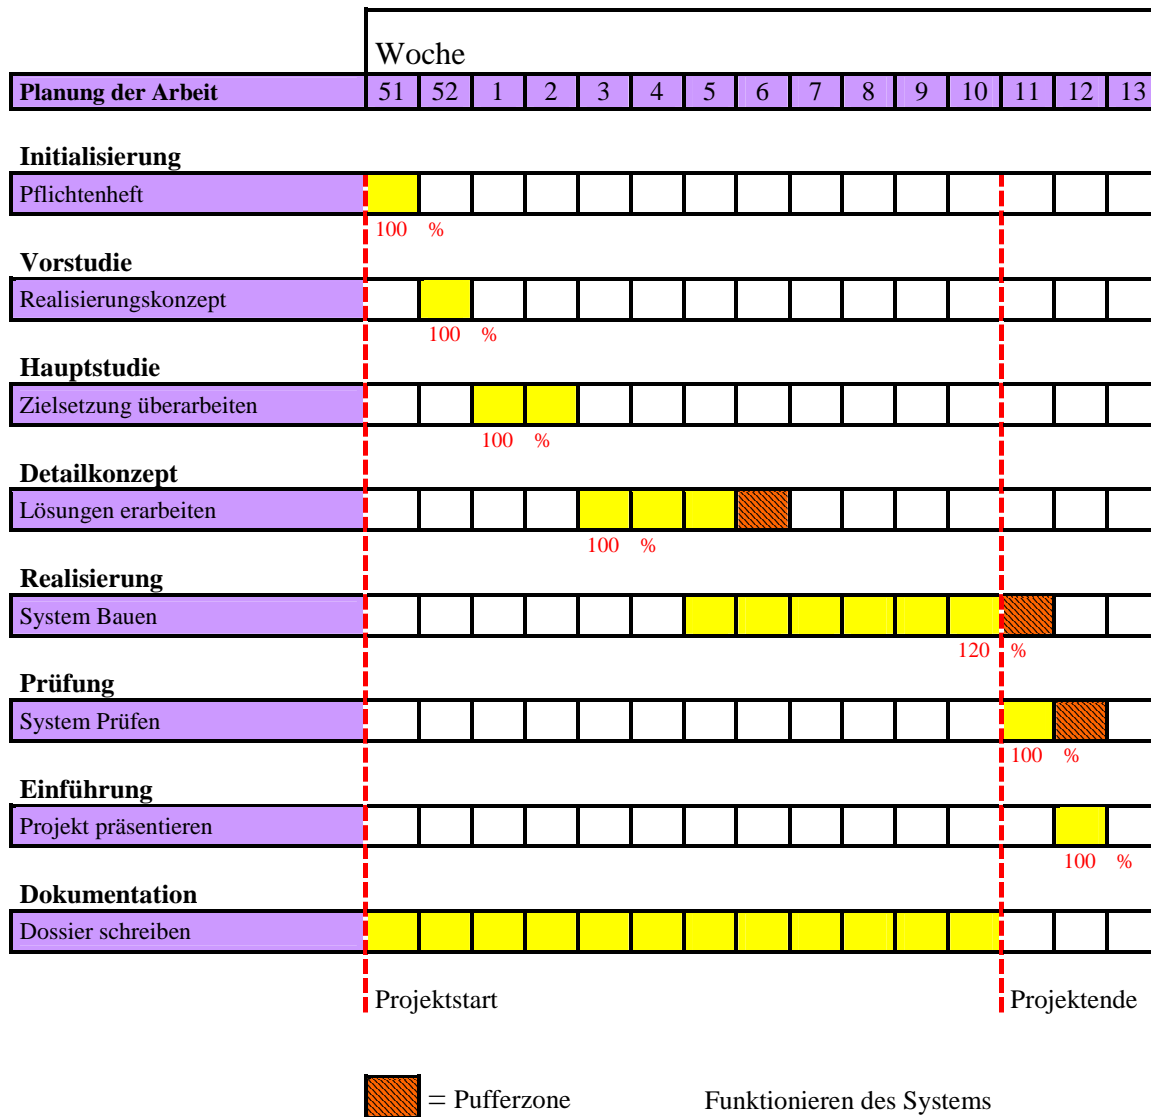 Woche
Planung der Arbeit 51 52 1 2 3 4 5 6 7 8 9 10 11 12 13
Initialisierung
Pflichtenheft
100 %
Vorstudie
Realisierungskonzept
100 %
Hauptstudie
Zielsetzung überarbeiten
100 %
Detailkonzept
Lösungen erarbeiten
100 %
Realisierung
System Bauen
120 %
Prüfung
System Prüfen
100 %
Einführung
Projekt präsentieren
100 %
Dokumentation
Dossier schreiben
Projektstart Projektende
= Pufferzone Funktionieren des Systems